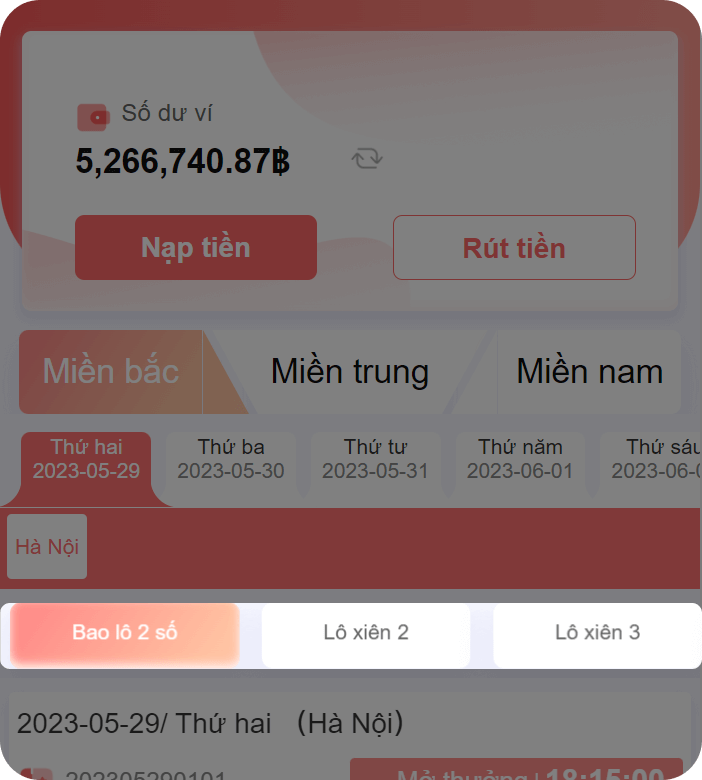 Số dư ví
5,266,740.87฿
Nạp tiền Rút tiền
Miền bắc Miền trung Miền nam
Thứ hai Thứ ba Thứ tư Thứ năm Thứ sáu
2023-05-29 2023-05-30 2023-05-31 2023-06-01 2023-06-0
Hà Nội
Bao lô 2 số Lô xiên 2 Lô xiên 3
2023-05-29/ Thứ hai （Hà Nội）
202305290101 Mở thưởng | 18:15:00